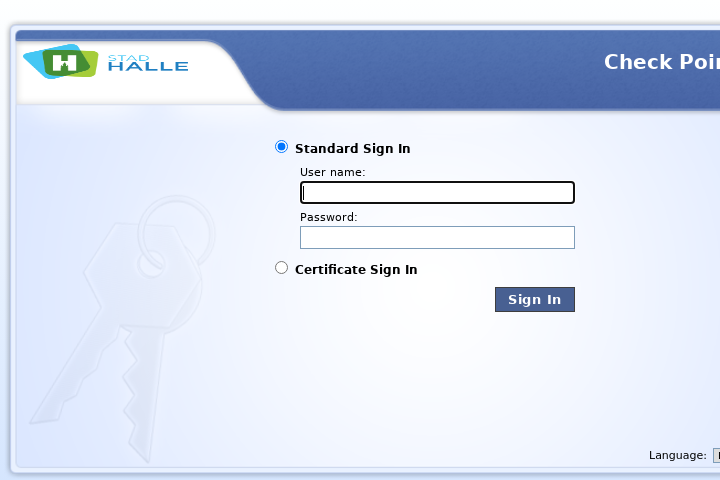 STAD
HALLE
Check Poi
Standard Sign In
User name:
Password:
Certificate Sign In
Sign In
Language: